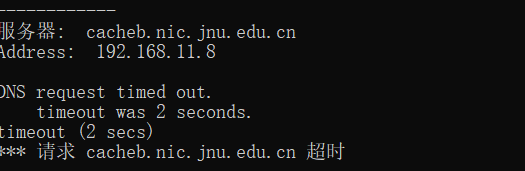 ------------
服务器:  cacheb.nic.jnu.edu.cn
Address:  192.168.11.8
DNS request timed out.
    timeout was 2 seconds.
timeout (2 secs)
*** 请求 cacheb.nic.jnu.edu.cn 超时